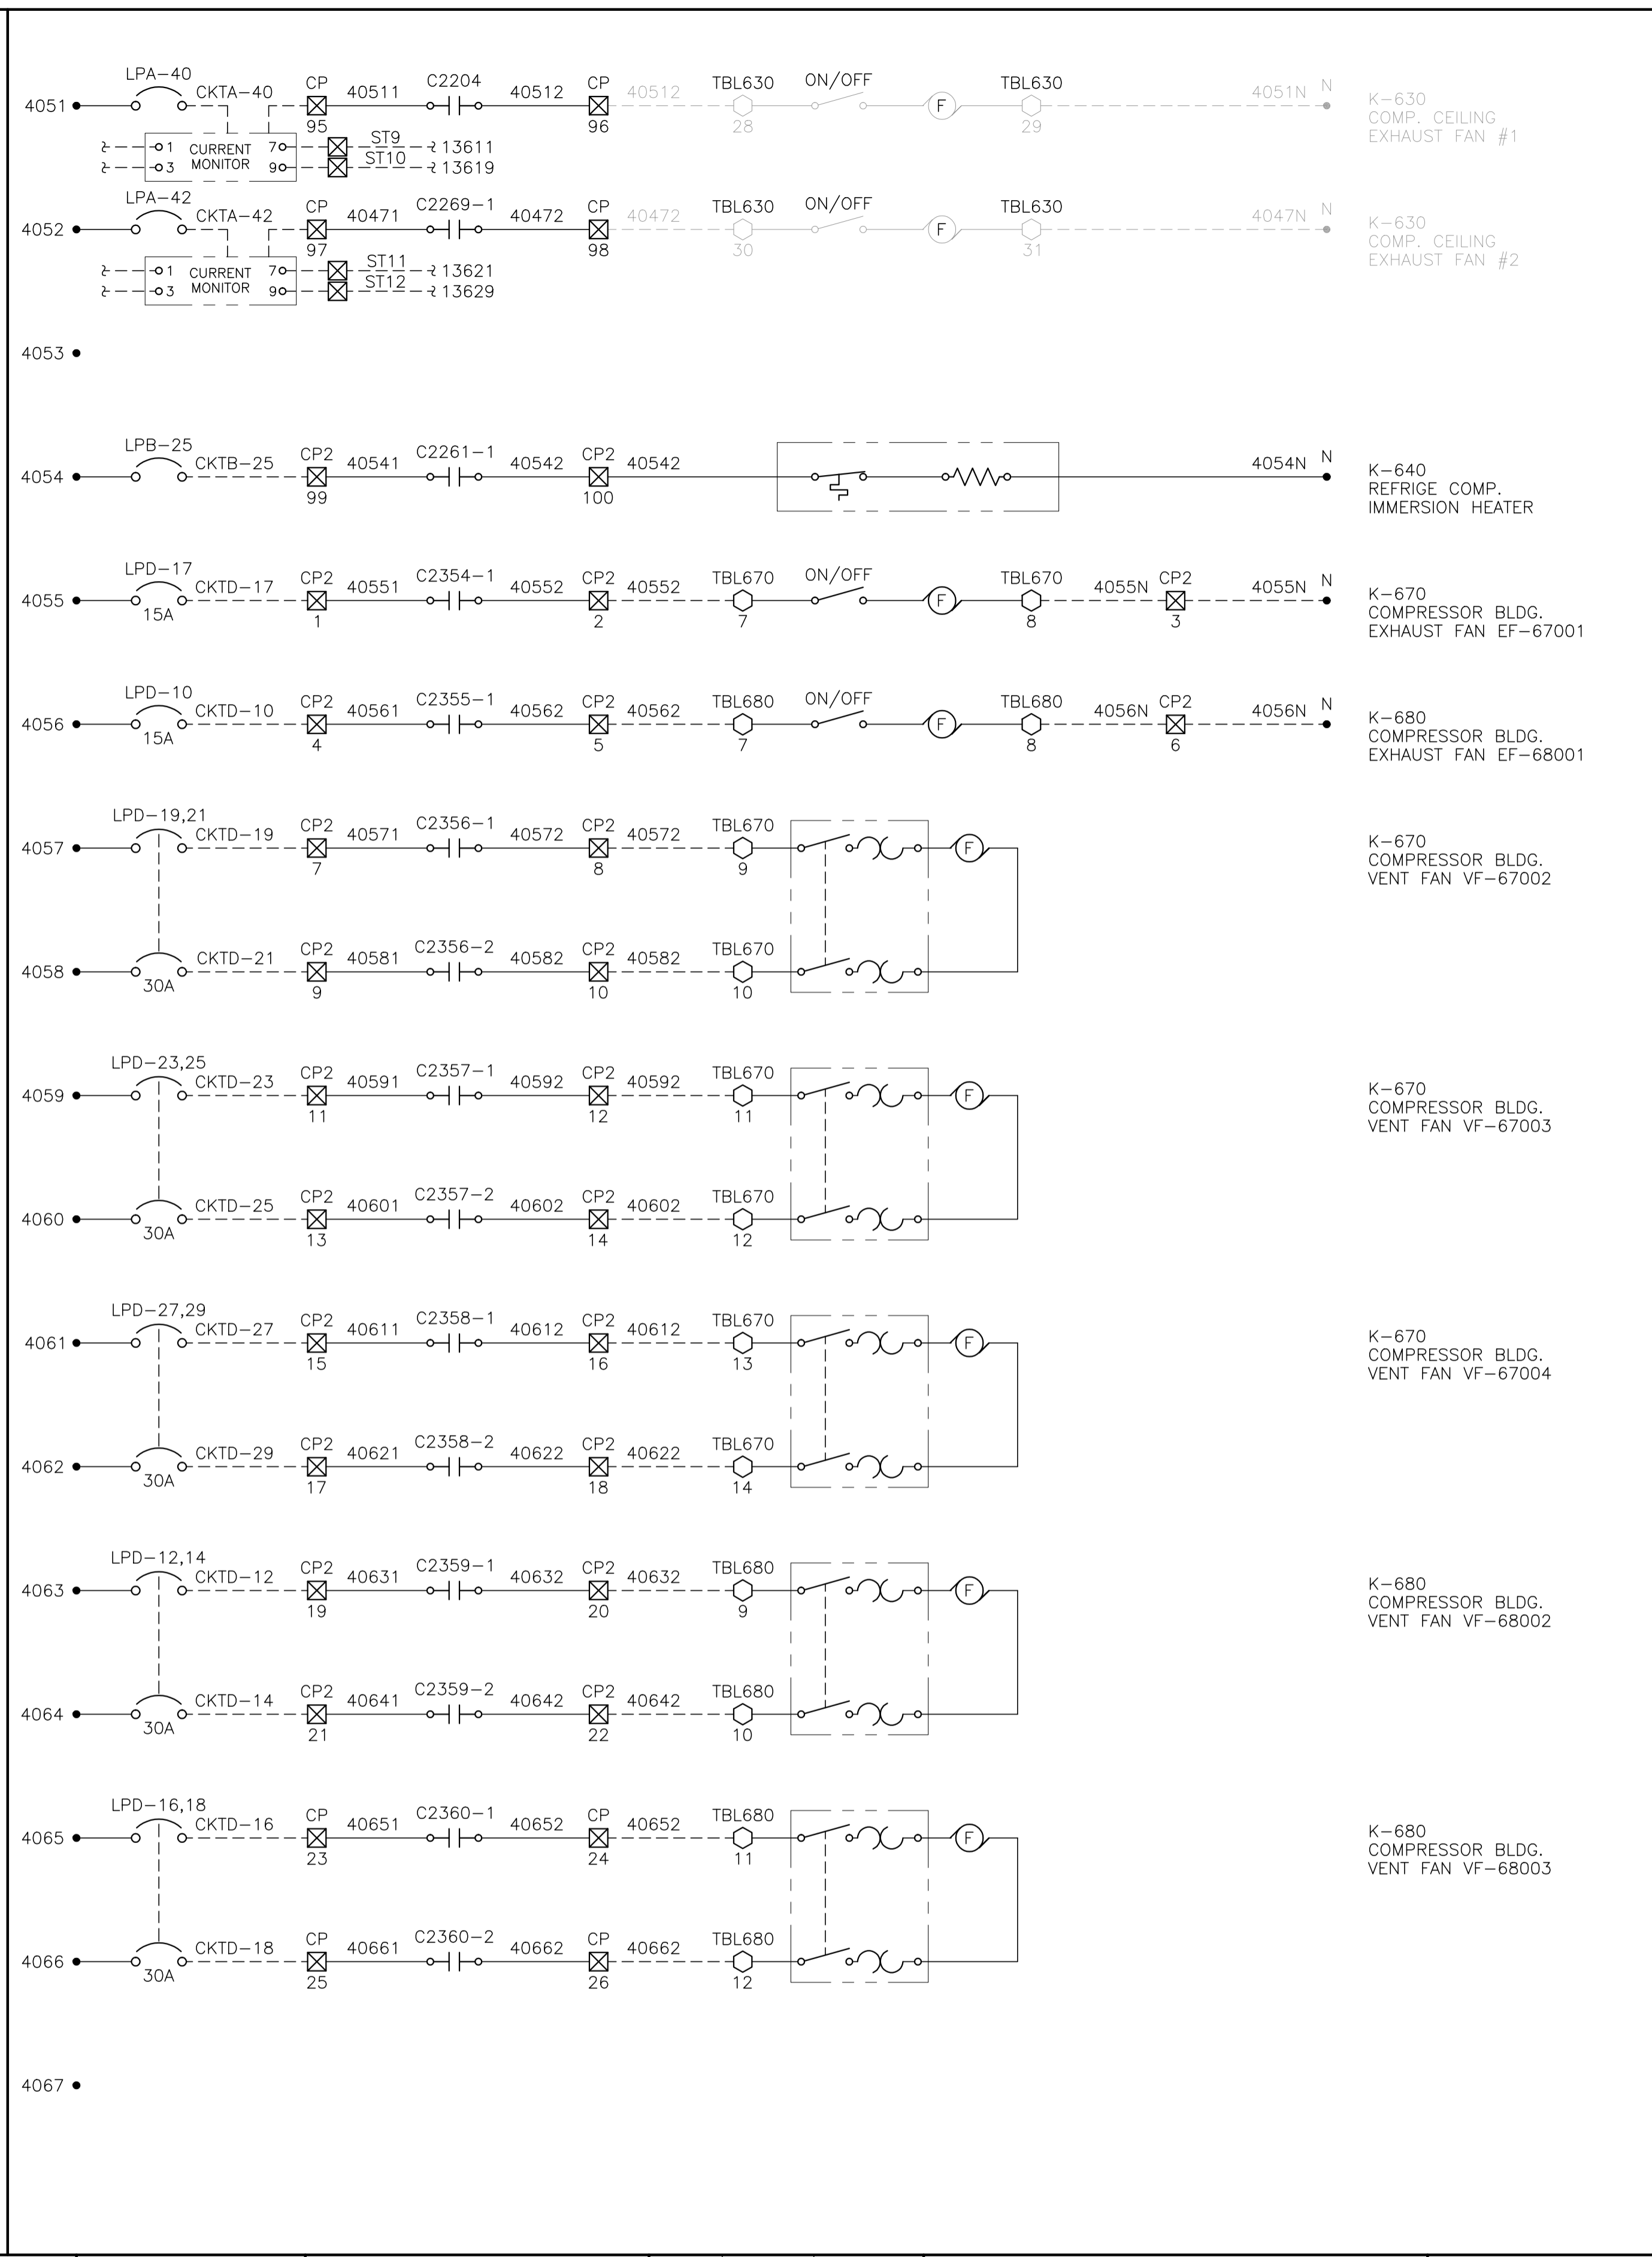 LPA-40 CP C2204 TBL630 ON/OFF TBL630
4051 CKTA-40 40511 40512 40512 F 4051N N
95 96 28 29
K-630
COMP. CEILING
EXHAUST FAN #1
1 CURRENT 7 ST9 13611
3 MONITOR 9 ST10 13619
LPA-42 CP C2269-1 CP TBL630 ON/OFF TBL630
4052 CKTA-42 40471 40472 40472 F 4047N N
97 98 30 31
K-630
COMP. CEILING
EXHAUST FAN #2
1 CURRENT 7 ST11 13621
3 MONITOR 9 ST12 13629
4053
LPB-25 CP2 C2261-1 CP2
4054 CKTB-25 40541 40542 40542 4054N N
99 100
K-640
REFRIGE COMP.
IMMERSION HEATER
LPD-17 CP2 C2354-1 CP2 TBL670 ON/OFF TBL670 CP2
4055 CKTD-17 40551 40552 40552 F 4055N 4055N N
15A 1 2 7 8 3
K-670
COMPRESSOR BLDG.
EXHAUST FAN EF-67001
LPD-10 CP2 C2355-1 CP2 TBL680 ON/OFF TBL680 CP2
4056 CKTD-10 40561 40562 40562 F 4056N 4056N N
15A 4 5 7 8 6
K-680
COMPRESSOR BLDG.
EXHAUST FAN EF-68001
LPD-19,21 CP2 C2356-1 CP2 TBL670
4057 CKTD-19 40571 40572 40572 F
7 8 9
K-670
COMPRESSOR BLDG.
VENT FAN VF-67002
CP2 C2356-2 CP2 TBL670
4058 CKTD-21 40581 40582 40582
30A 9 10 10
LPD-23,25 CP2 C2357-1 CP2 TBL670
4059 CKTD-23 40591 40592 40592 F
11 12 11
K-670
COMPRESSOR BLDG.
VENT FAN VF-67003
CP2 C2357-2 CP2 TBL670
4060 CKTD-25 40601 40602 40602
30A 13 14 12
LPD-27,29 CP2 C2358-1 CP2 TBL670
4061 CKTD-27 40611 40612 40612 F
15 16 13
K-670
COMPRESSOR BLDG.
VENT FAN VF-67004
CP2 C2358-2 CP2 TBL670
4062 CKTD-29 40621 40622 40622
30A 17 18 14
LPD-12,14 CP2 C2359-1 CP2 TBL680
4063 CKTD-12 40631 40632 40632 F
19 20 9
K-680
COMPRESSOR BLDG.
VENT FAN VF-68002
CP2 C2359-2 CP2 TBL680
4064 CKTD-14 40641 40642 40642
30A 21 22 10
LPD-16,18 CP C2360-1 CP TBL680
4065 CKTD-16 40651 40652 40652 F
23 24 11
K-680
COMPRESSOR BLDG.
VENT FAN VF-68003
CP C2360-2 CP TBL680
4066 CKTD-18 40661 40662 40662
30A 25 26 12
4067